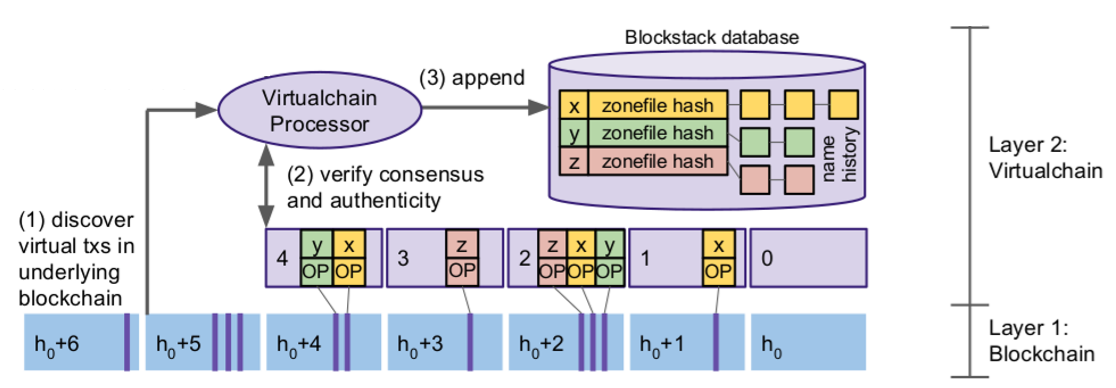 Blockstack database
(3) append
Virtualchain
Processor
x zonefile hash
y zonefile hash
z zonefile hash
name
history
Layer 2:
Virtualchain
(2) verify consensus
and authenticity
(1) discover
virtual txs in
underlying
blockchain
4 y x
OP OP
3 z
OP
2 z x y
OP OP OP
1 x
OP
0
h₀+6 h₀+5 h₀+4 h₀+3 h₀+2 h₀+1 h₀
Layer 1:
Blockchain